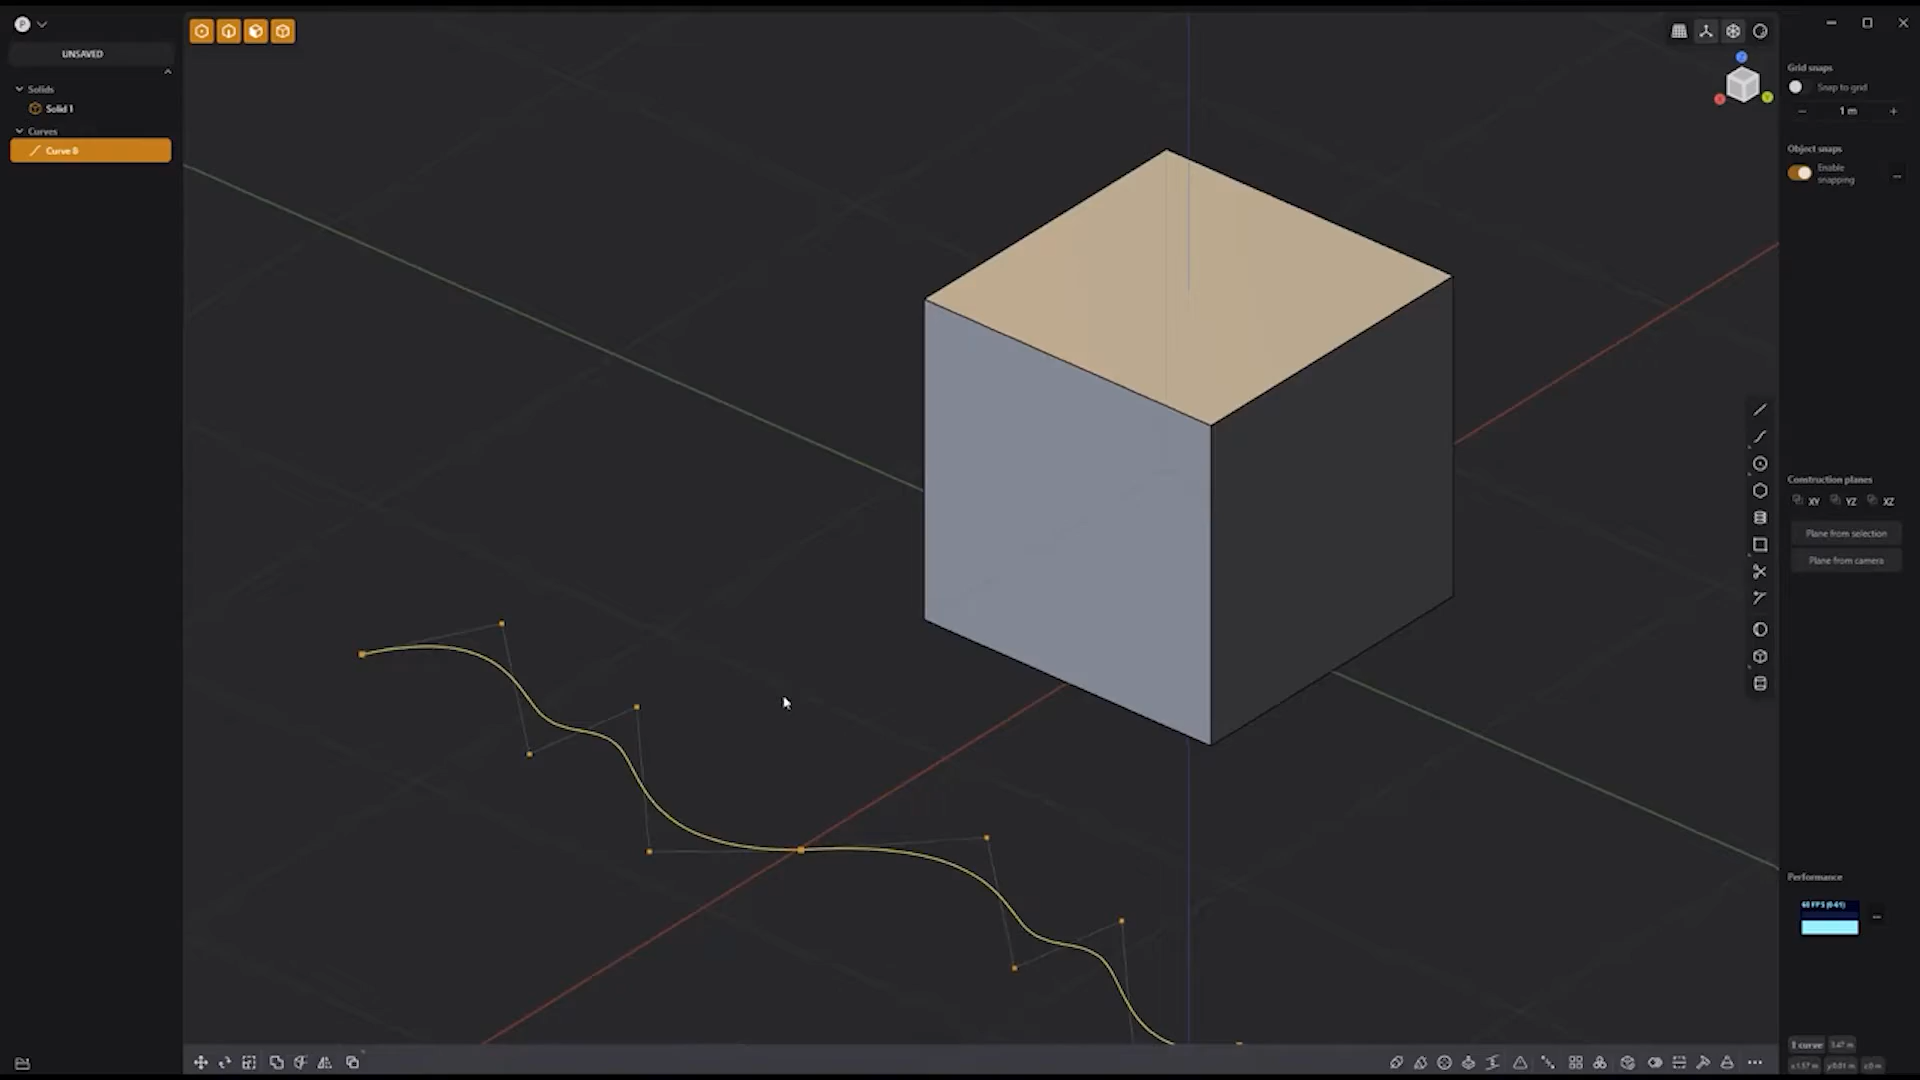 P
UNSAVED
Solids
Solid 1
Curves
Curve 8
Grid snaps
Snap to grid
1 m
Object snaps
Enable
snapping
Construction planes
XY YZ XZ
Plane from selection
Plane from camera
Performance
1 curve